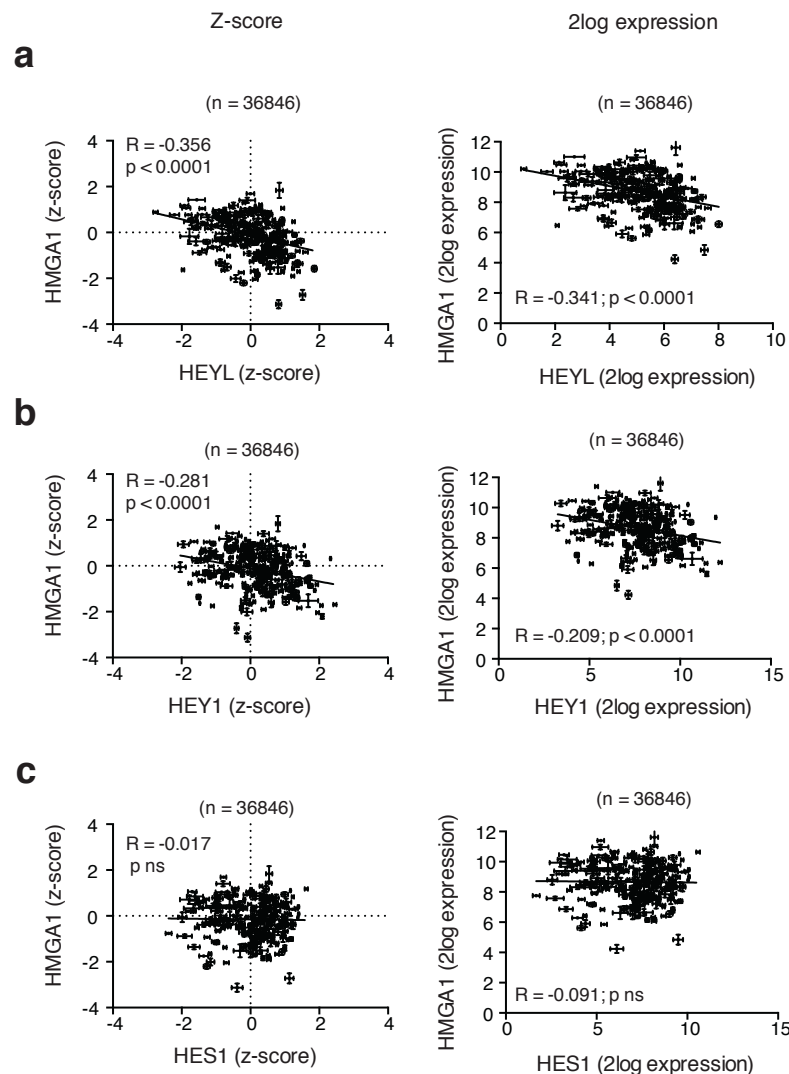 Z-score
2log expression
a
(n = 36846)
R = -0.356
p < 0.0001
4
2
0
-2
-4
-4
-2
0
2
4
HMGA1 (z-score)
HEYL (z-score)
(n = 36846)
12
10
8
6
4
2
0
0
2
4
6
8
10
R = -0.341; p < 0.0001
HMGA1 (2log expression)
HEYL (2log expression)
b
(n = 36846)
R = -0.281
p < 0.0001
4
2
0
-2
-4
-4
-2
0
2
4
HMGA1 (z-score)
HEY1 (z-score)
(n = 36846)
12
10
8
6
4
2
0
0
5
10
15
R = -0.209; p < 0.0001
HMGA1 (2log expression)
HEY1 (2log expression)
c
(n = 36846)
R = -0.017
p ns
4
2
0
-2
-4
-4
-2
0
2
4
HMGA1 (z-score)
HES1 (z-score)
(n = 36846)
12
10
8
6
4
2
0
0
5
10
15
R = -0.091; p ns
HMGA1 (2log expression)
HES1 (2log expression)